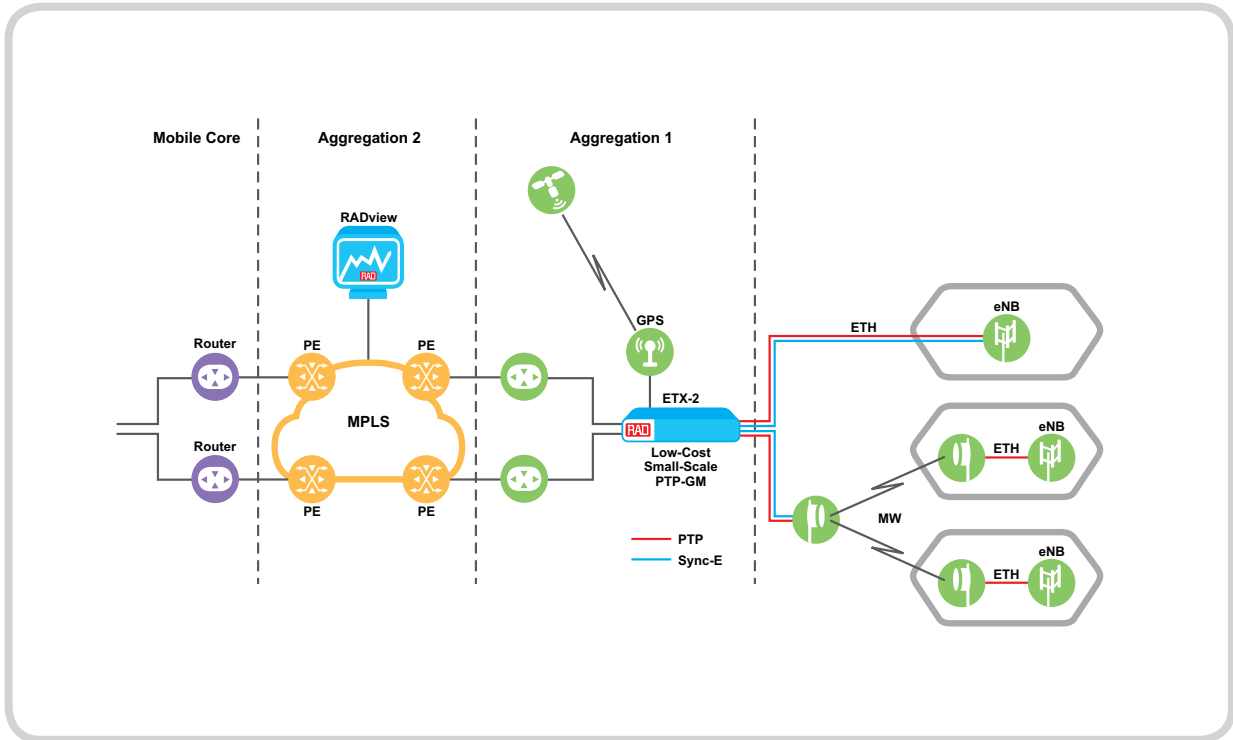 Mobile Core
Aggregation 2
Aggregation 1
RADview
RAD
GPS
ETH
eNB
Router
PE
PE
ETX-2
MPLS
RAD
Router
Low-Cost
Small-Scale
PTP-GM
eNB
ETH
PE
PE
MW
PTP
Sync-E
eNB
ETH